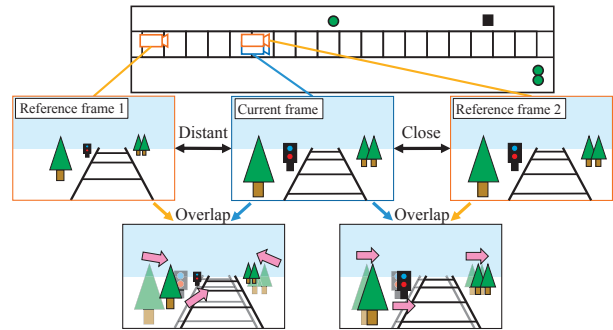 Reference frame 1
Current frame
Reference frame 2
Distant
Close
Overlap
Overlap